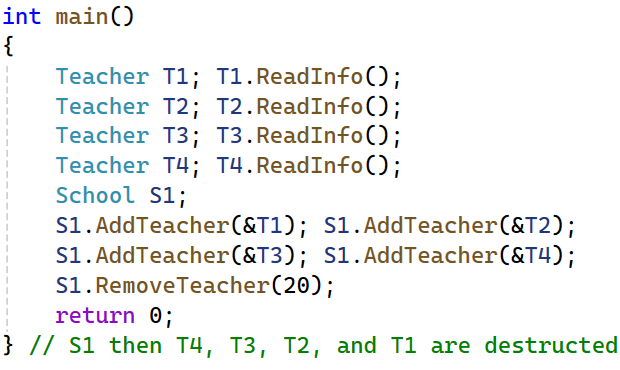 int main()
{
Teacher T1; T1.ReadInfo();
Teacher T2; T2.ReadInfo();
Teacher T3; T3.ReadInfo();
Teacher T4; T4.ReadInfo();
School S1;
S1.AddTeacher(&T1); S1.AddTeacher(&T2);
S1.AddTeacher(&T3); S1.AddTeacher(&T4);
S1.RemoveTeacher(20);
return 0;
} // S1 then T4, T3, T2, and T1 are destructed